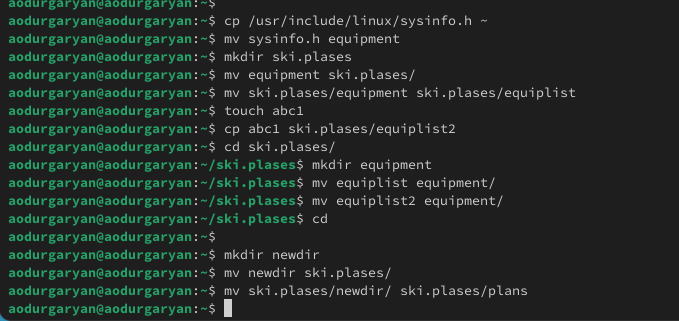 aodurgaryan@aodurgaryan:~$
aodurgaryan@aodurgaryan:~$ cp /usr/include/linux/sysinfo.h ~
aodurgaryan@aodurgaryan:~$ mv sysinfo.h equipment
aodurgaryan@aodurgaryan:~$ mkdir ski.plases
aodurgaryan@aodurgaryan:~$ mv equipment ski.plases/
aodurgaryan@aodurgaryan:~$ mv ski.plases/equipment ski.plases/equiplist
aodurgaryan@aodurgaryan:~$ touch abc1
aodurgaryan@aodurgaryan:~$ cp abc1 ski.plases/equiplist2
aodurgaryan@aodurgaryan:~$ cd ski.plases/
aodurgaryan@aodurgaryan:~/ski.plases$ mkdir equipment
aodurgaryan@aodurgaryan:~/ski.plases$ mv equiplist equipment/
aodurgaryan@aodurgaryan:~/ski.plases$ mv equiplist2 equipment/
aodurgaryan@aodurgaryan:~/ski.plases$ cd
aodurgaryan@aodurgaryan:~$
aodurgaryan@aodurgaryan:~$ mkdir newdir
aodurgaryan@aodurgaryan:~$ mv newdir ski.plases/
aodurgaryan@aodurgaryan:~$ mv ski.plases/newdir/ ski.plases/plans
aodurgaryan@aodurgaryan:~$